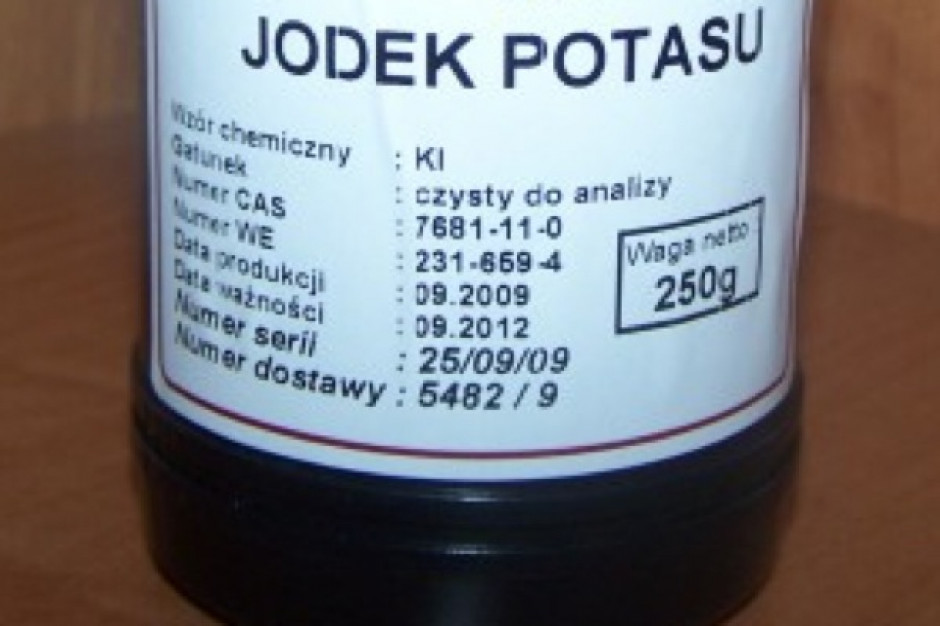 JODEK POTASU
Wzór chemiczny : KI
Gatunek : czysty do analizy
Numer CAS : 7681-11-0
Numer WE : 231-659-4
Data produkcji : 09.2009
Data ważności : 09.2012
Numer serii : 25/09/09
Numer dostawy : 5482 / 9
Waga netto :
250g